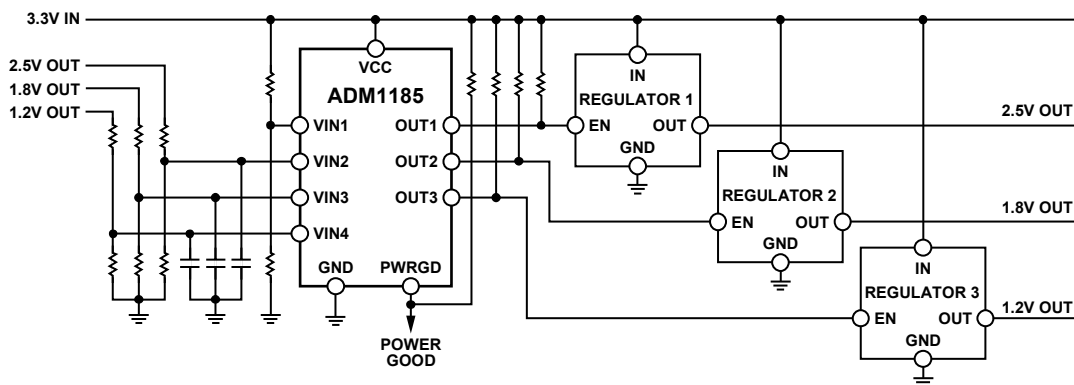 3.3V IN
2.5V OUT
1.8V OUT
1.2V OUT
VCC
ADM1185
VIN1
VIN2
VIN3
VIN4
OUT1
OUT2
OUT3
GND
PWRGD
POWER
GOOD
IN
REGULATOR 1
EN
OUT
GND
2.5V OUT
IN
REGULATOR 2
EN
OUT
GND
1.8V OUT
IN
REGULATOR 3
EN
OUT
GND
1.2V OUT